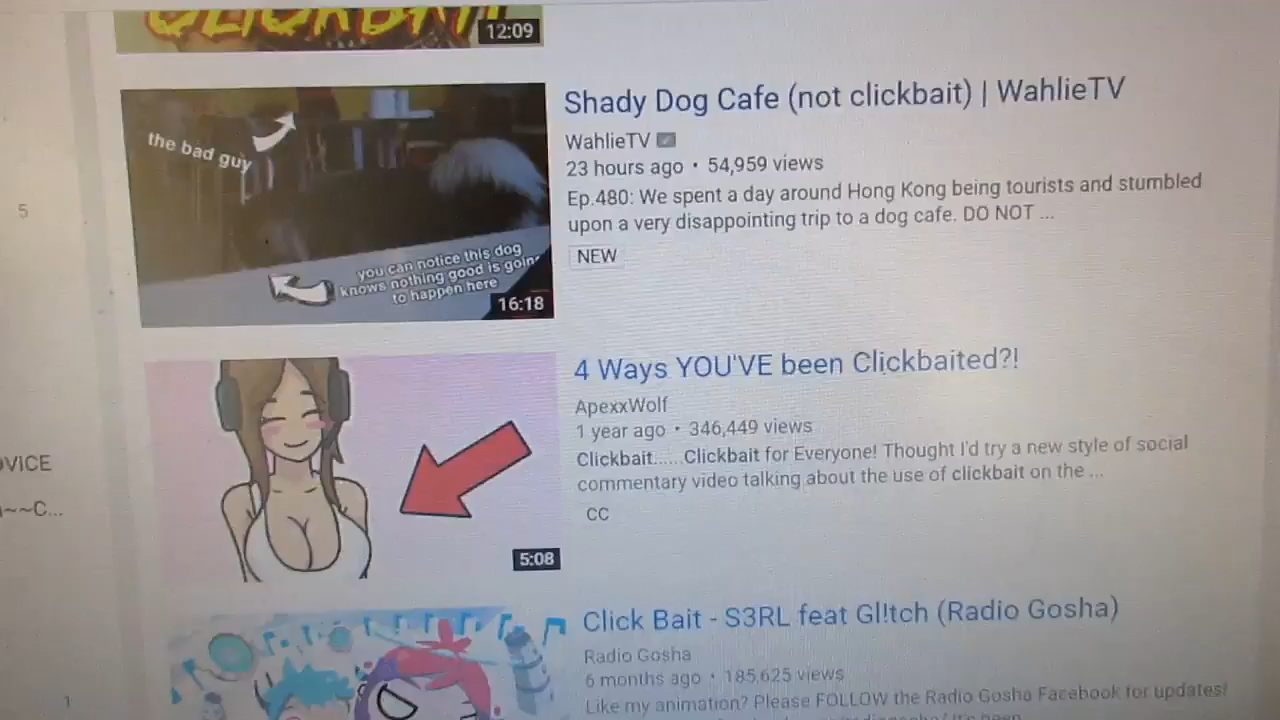 CLICKBAIT
12:09
the bad guy
you can notice this dog
knows nothing good is goin
to happen here
16:18
Shady Dog Cafe (not clickbait) | WahlieTV
WahlieTV
23 hours ago • 54,959 views
Ep.480: We spent a day around Hong Kong being tourists and stumbled
upon a very disappointing trip to a dog cafe. DO NOT ...
NEW
5
4 Ways YOU'VE been Clickbaited?!
ApexxWolf
1 year ago • 346,449 views
Clickbait......Clickbait for Everyone! Thought I'd try a new style of social
commentary video talking about the use of clickbait on the ...
CC
5:08
OVICE
~~C...
Click Bait - S3RL feat Gl!tch (Radio Gosha)
Radio Gosha
6 months ago • 185,625 views
Like my animation? Please FOLLOW the Radio Gosha Facebook for updates!
1